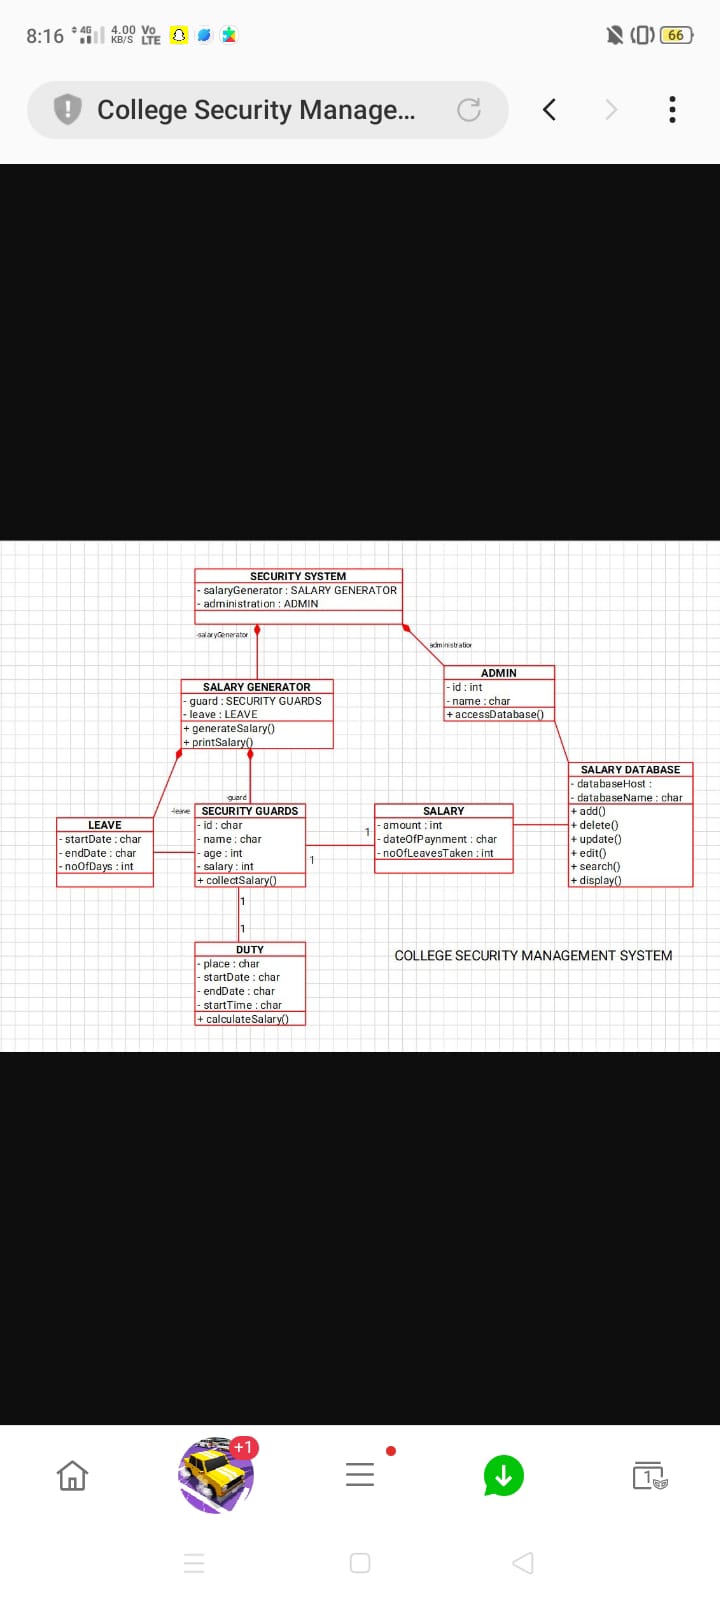 8:16 4G 4.00 KB/S Vo LTE 66
College Security Manage...
SECURITY SYSTEM
- salaryGenerator : SALARY GENERATOR
- administration : ADMIN
-salaryGenerator
administration
ADMIN
- id : int
- name : char
+ accessDatabase()
SALARY GENERATOR
- guard : SECURITY GUARDS
- leave : LEAVE
+ generateSalary()
+ printSalary()
SALARY DATABASE
- databaseHost :
- databaseName : char
+ add()
+ delete()
+ update()
+ edit()
+ search()
+ display()
-guard
-leave
LEAVE
- startDate : char
- endDate : char
- noOfDays : int
SECURITY GUARDS
- id : char
- name : char
- age : int
- salary : int
+ collectSalary()
1
1
SALARY
- amount : int
- dateOfPaynment : char
- noOfLeavesTaken : int
1
1
DUTY
- place : char
- startDate : char
- endDate : char
- startTime : char
+ calculateSalary()
COLLEGE SECURITY MANAGEMENT SYSTEM
+1
1